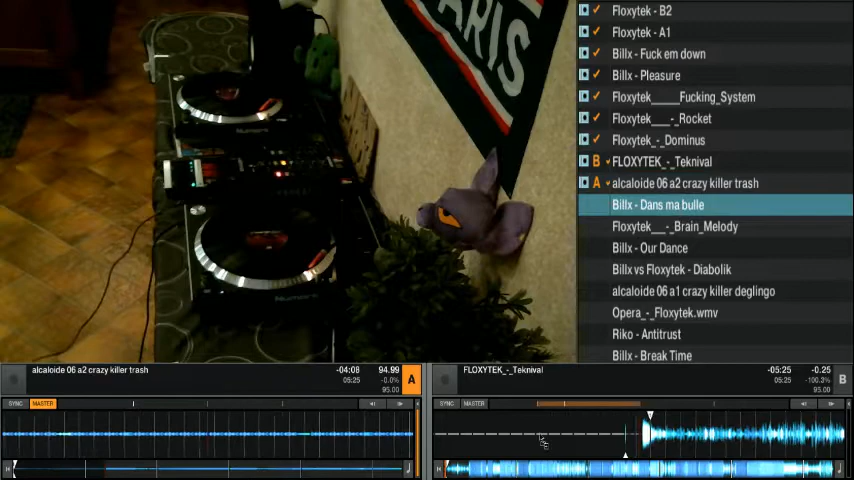 PARIS
Numark
Numark
Floxytek - B2
Floxytek - A1
Billx - Fuck em down
Billx - Pleasure
Floxytek_____Fucking_System
Floxytek___-_Rocket
Floxytek_-_Dominus
B FLOXYTEK_-_Teknival
A alcaloide 06 a2 crazy killer trash
Billx - Dans ma bulle
Floxytek___-_Brain_Melody
Billx - Our Dance
Billx vs Floxytek - Diabolik
alcaloide 06 a1 crazy killer deglingo
Opera_-_Floxytek.wmv
Riko - Antitrust
Billx - Break Time
alcaloide 06 a2 crazy killer trash -04:08 94.99 A
05:25 -0.0%
95.00
SYNC MASTER
FLOXYTEK_-_Teknival -05:25 -0.25 B
05:25 -100.3%
95.00
SYNC MASTER